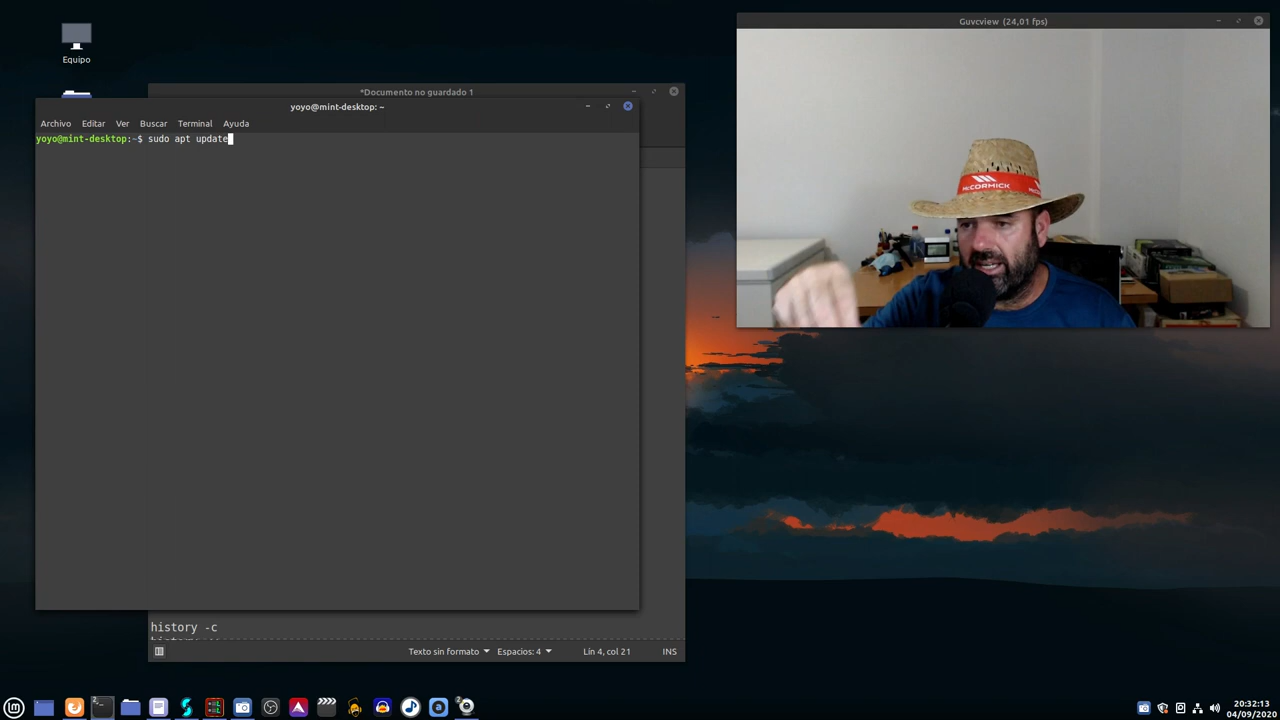 Guvcview (24,01 fps)
Equipo
*Documento no guardado 1
yoyo@mint-desktop: ~
Archivo Editar Ver Buscar Terminal Ayuda
yoyo@mint-desktop:~$ sudo apt update
McCORMICK
history -c
Texto sin formato Espacios: 4 Lín 4, col 21 INS
20:32:13
04/09/2020